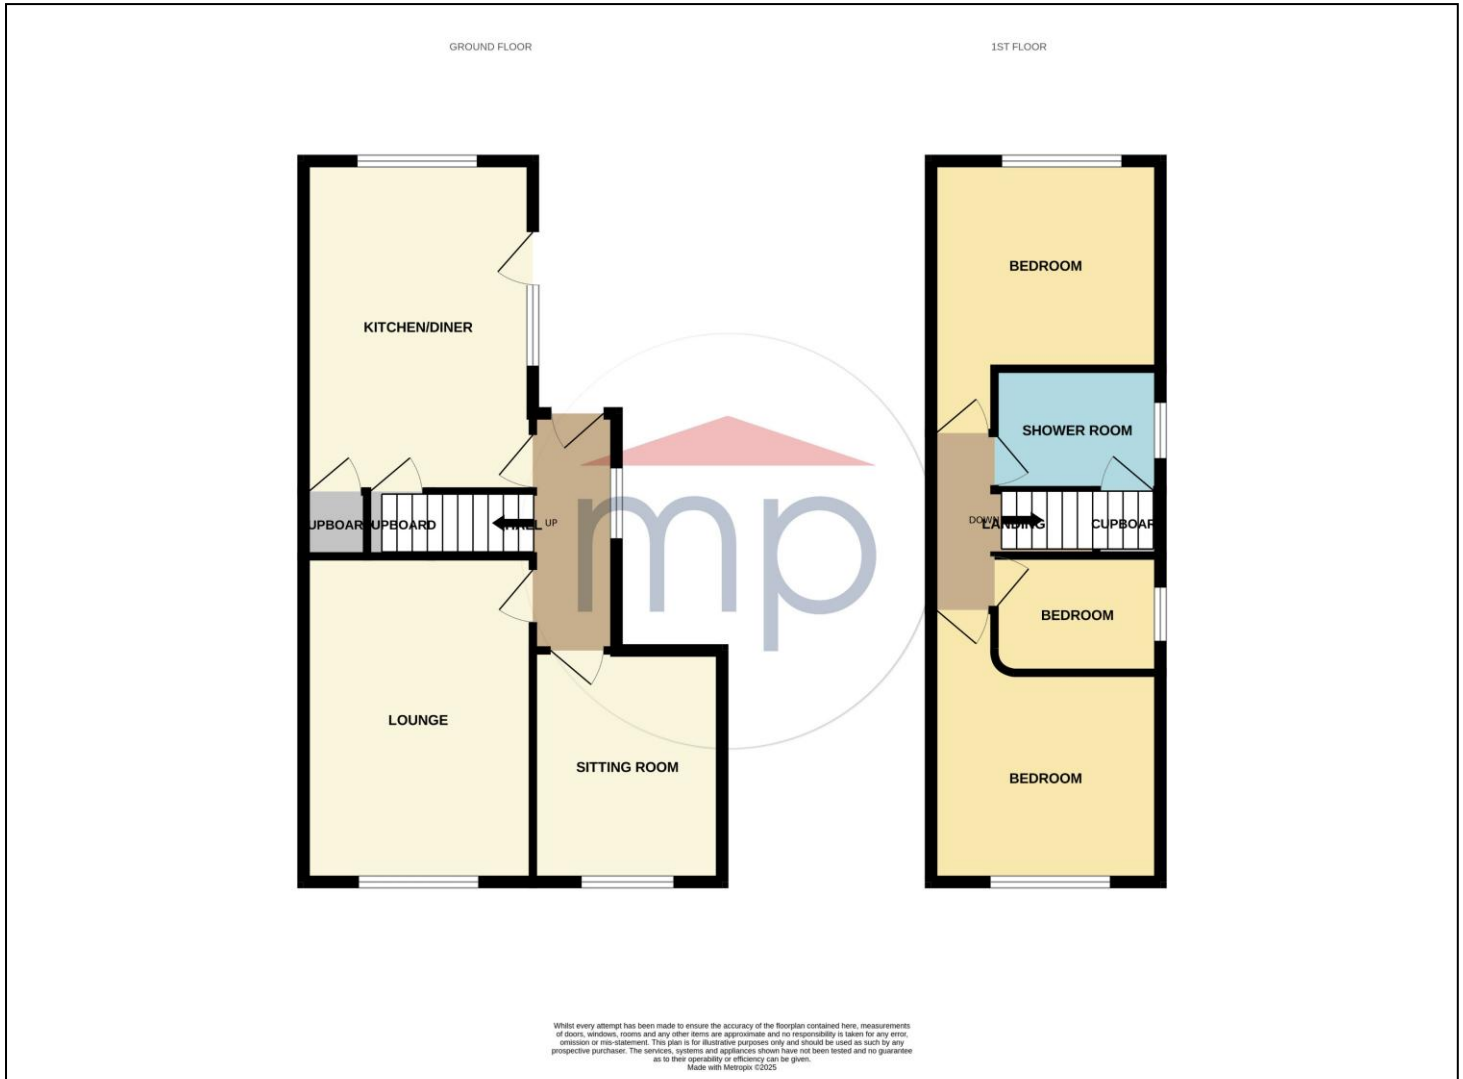 GROUND FLOOR
1ST FLOOR
BEDROOM
KITCHEN/DINER
SHOWER ROOM
UPBOAR
UPBOARD
HALL
UP
DOWN
LANDING
CUPBOAR
BEDROOM
LOUNGE
SITTING ROOM
BEDROOM
mp
Whilst every attempt has been made to ensure the accuracy of the floorplan contained here, measurements
of doors, windows, rooms and any other items are approximate and no responsibility is taken for any error,
omission or mis-statement. This plan is for illustrative purposes only and should be used as such by any
prospective purchaser. The services, systems and appliances shown have not been tested and no guarantee
as to their operability or efficiency can be given.
Made with Metropix ©2025